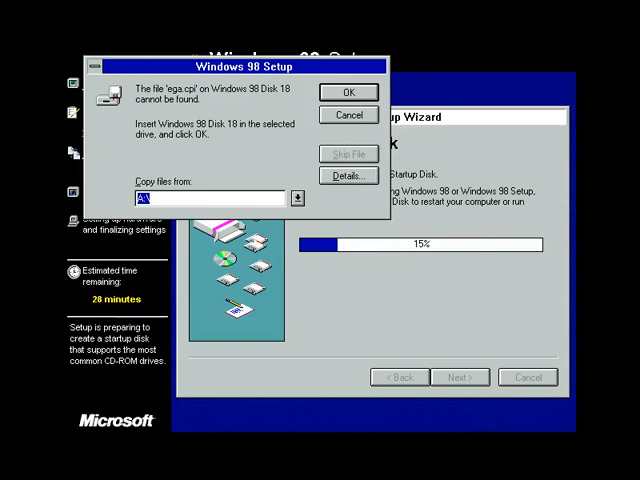 Windows 98 Setup
The file 'ega.cpi' on Windows 98 Disk 18
cannot be found.
Insert Windows 98 Disk 18 in the selected
drive, and click OK.
Copy files from:
A:\
OK
Cancel
Skip File
Details...
up Wizard
k
Startup Disk.
ng Windows 98 or Windows 98 Setup,
Disk to restart your computer or run
15%
and finalizing settings
Estimated time
remaining:
28 minutes
Setup is preparing to
create a startup disk
that supports the most
common CD-ROM drives.
< Back
Next >
Cancel
Microsoft